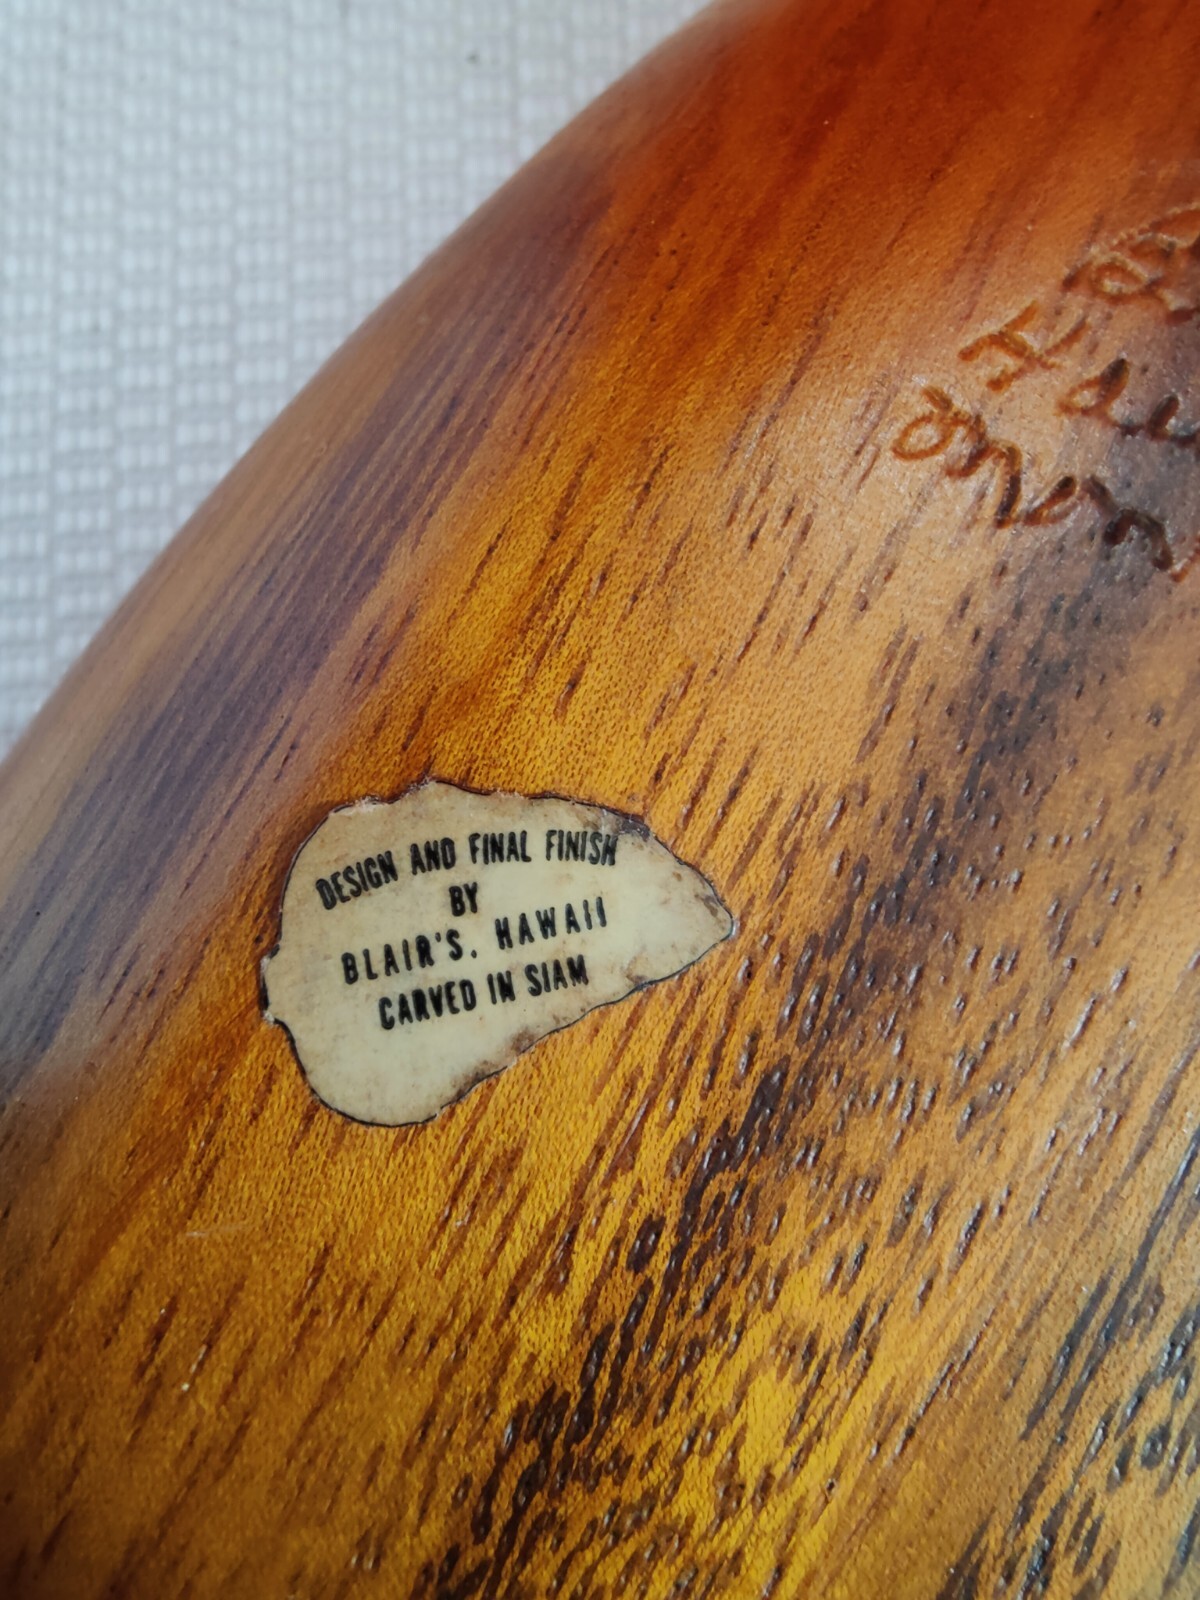 DESIGN AND FINAL FINISH
BY
BLAIR'S, HAWAII
CARVED IN SIAM